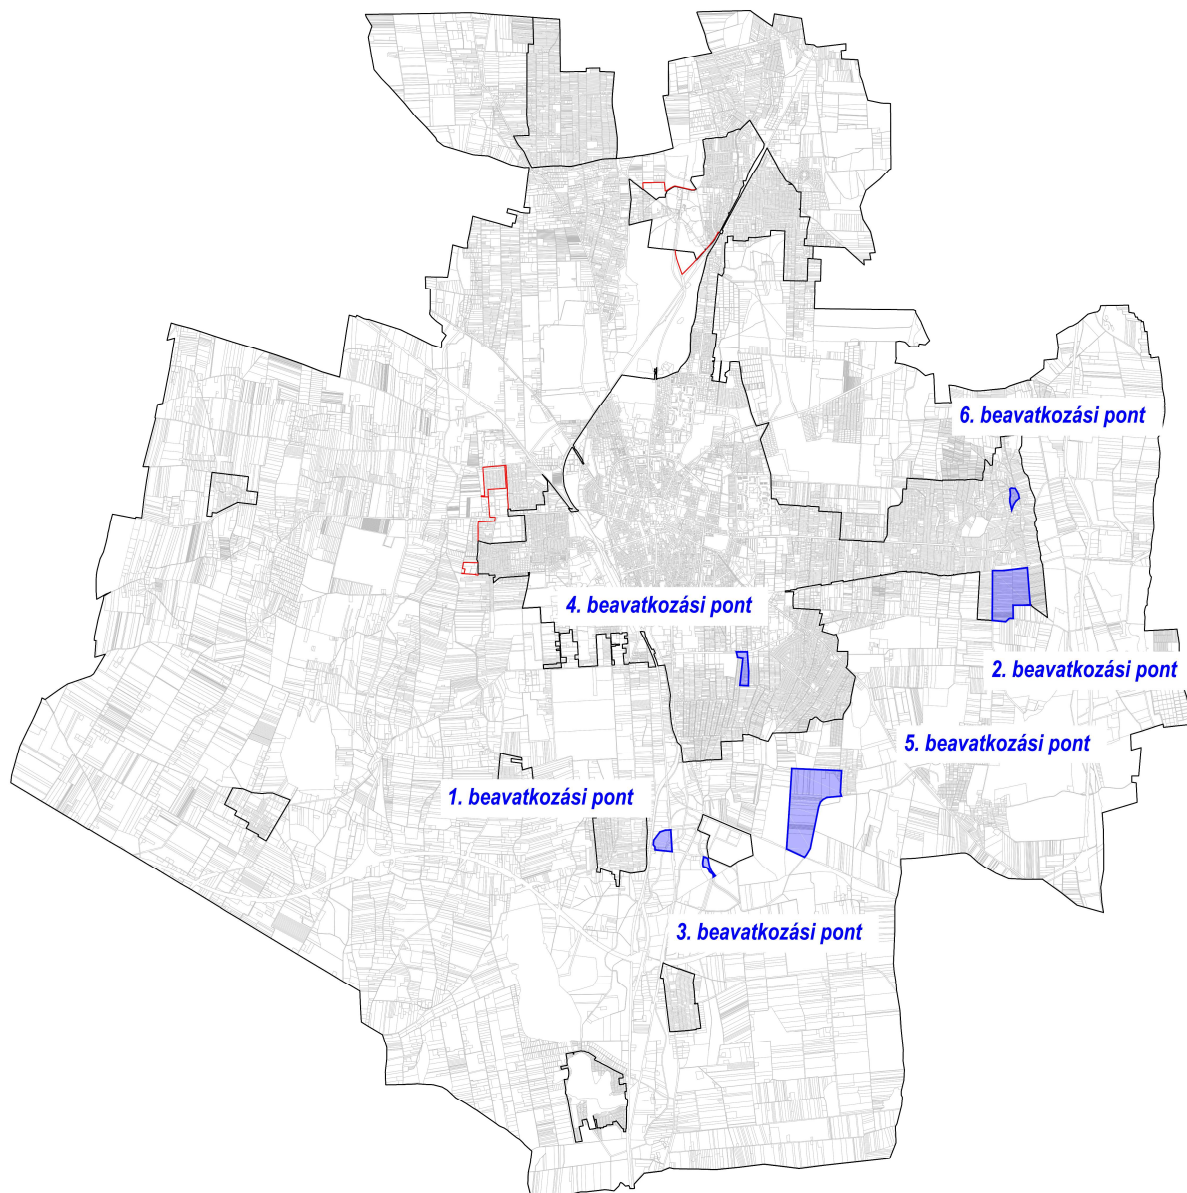 6. beavatkozási pont
4. beavatkozási pont
2. beavatkozási pont
5. beavatkozási pont
1. beavatkozási pont
3. beavatkozási pont